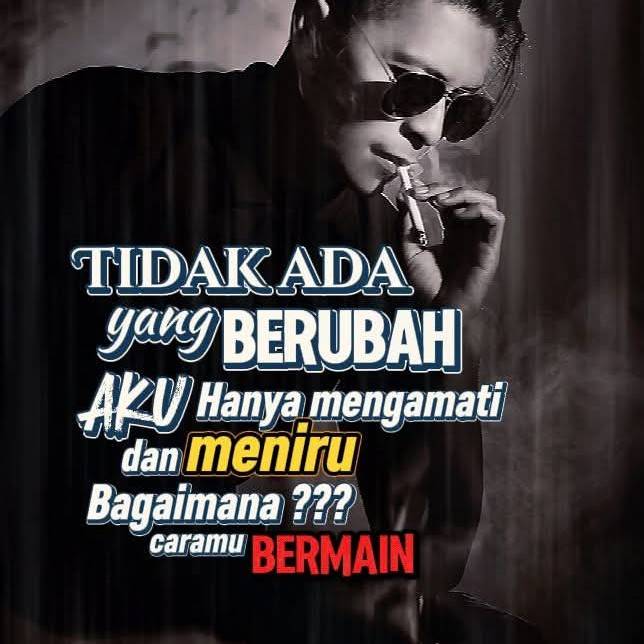 TIDAK ADA
yang BERUBAH
AKU Hanya mengamati
dan meniru
Bagaimana ???
caramu BERMAIN